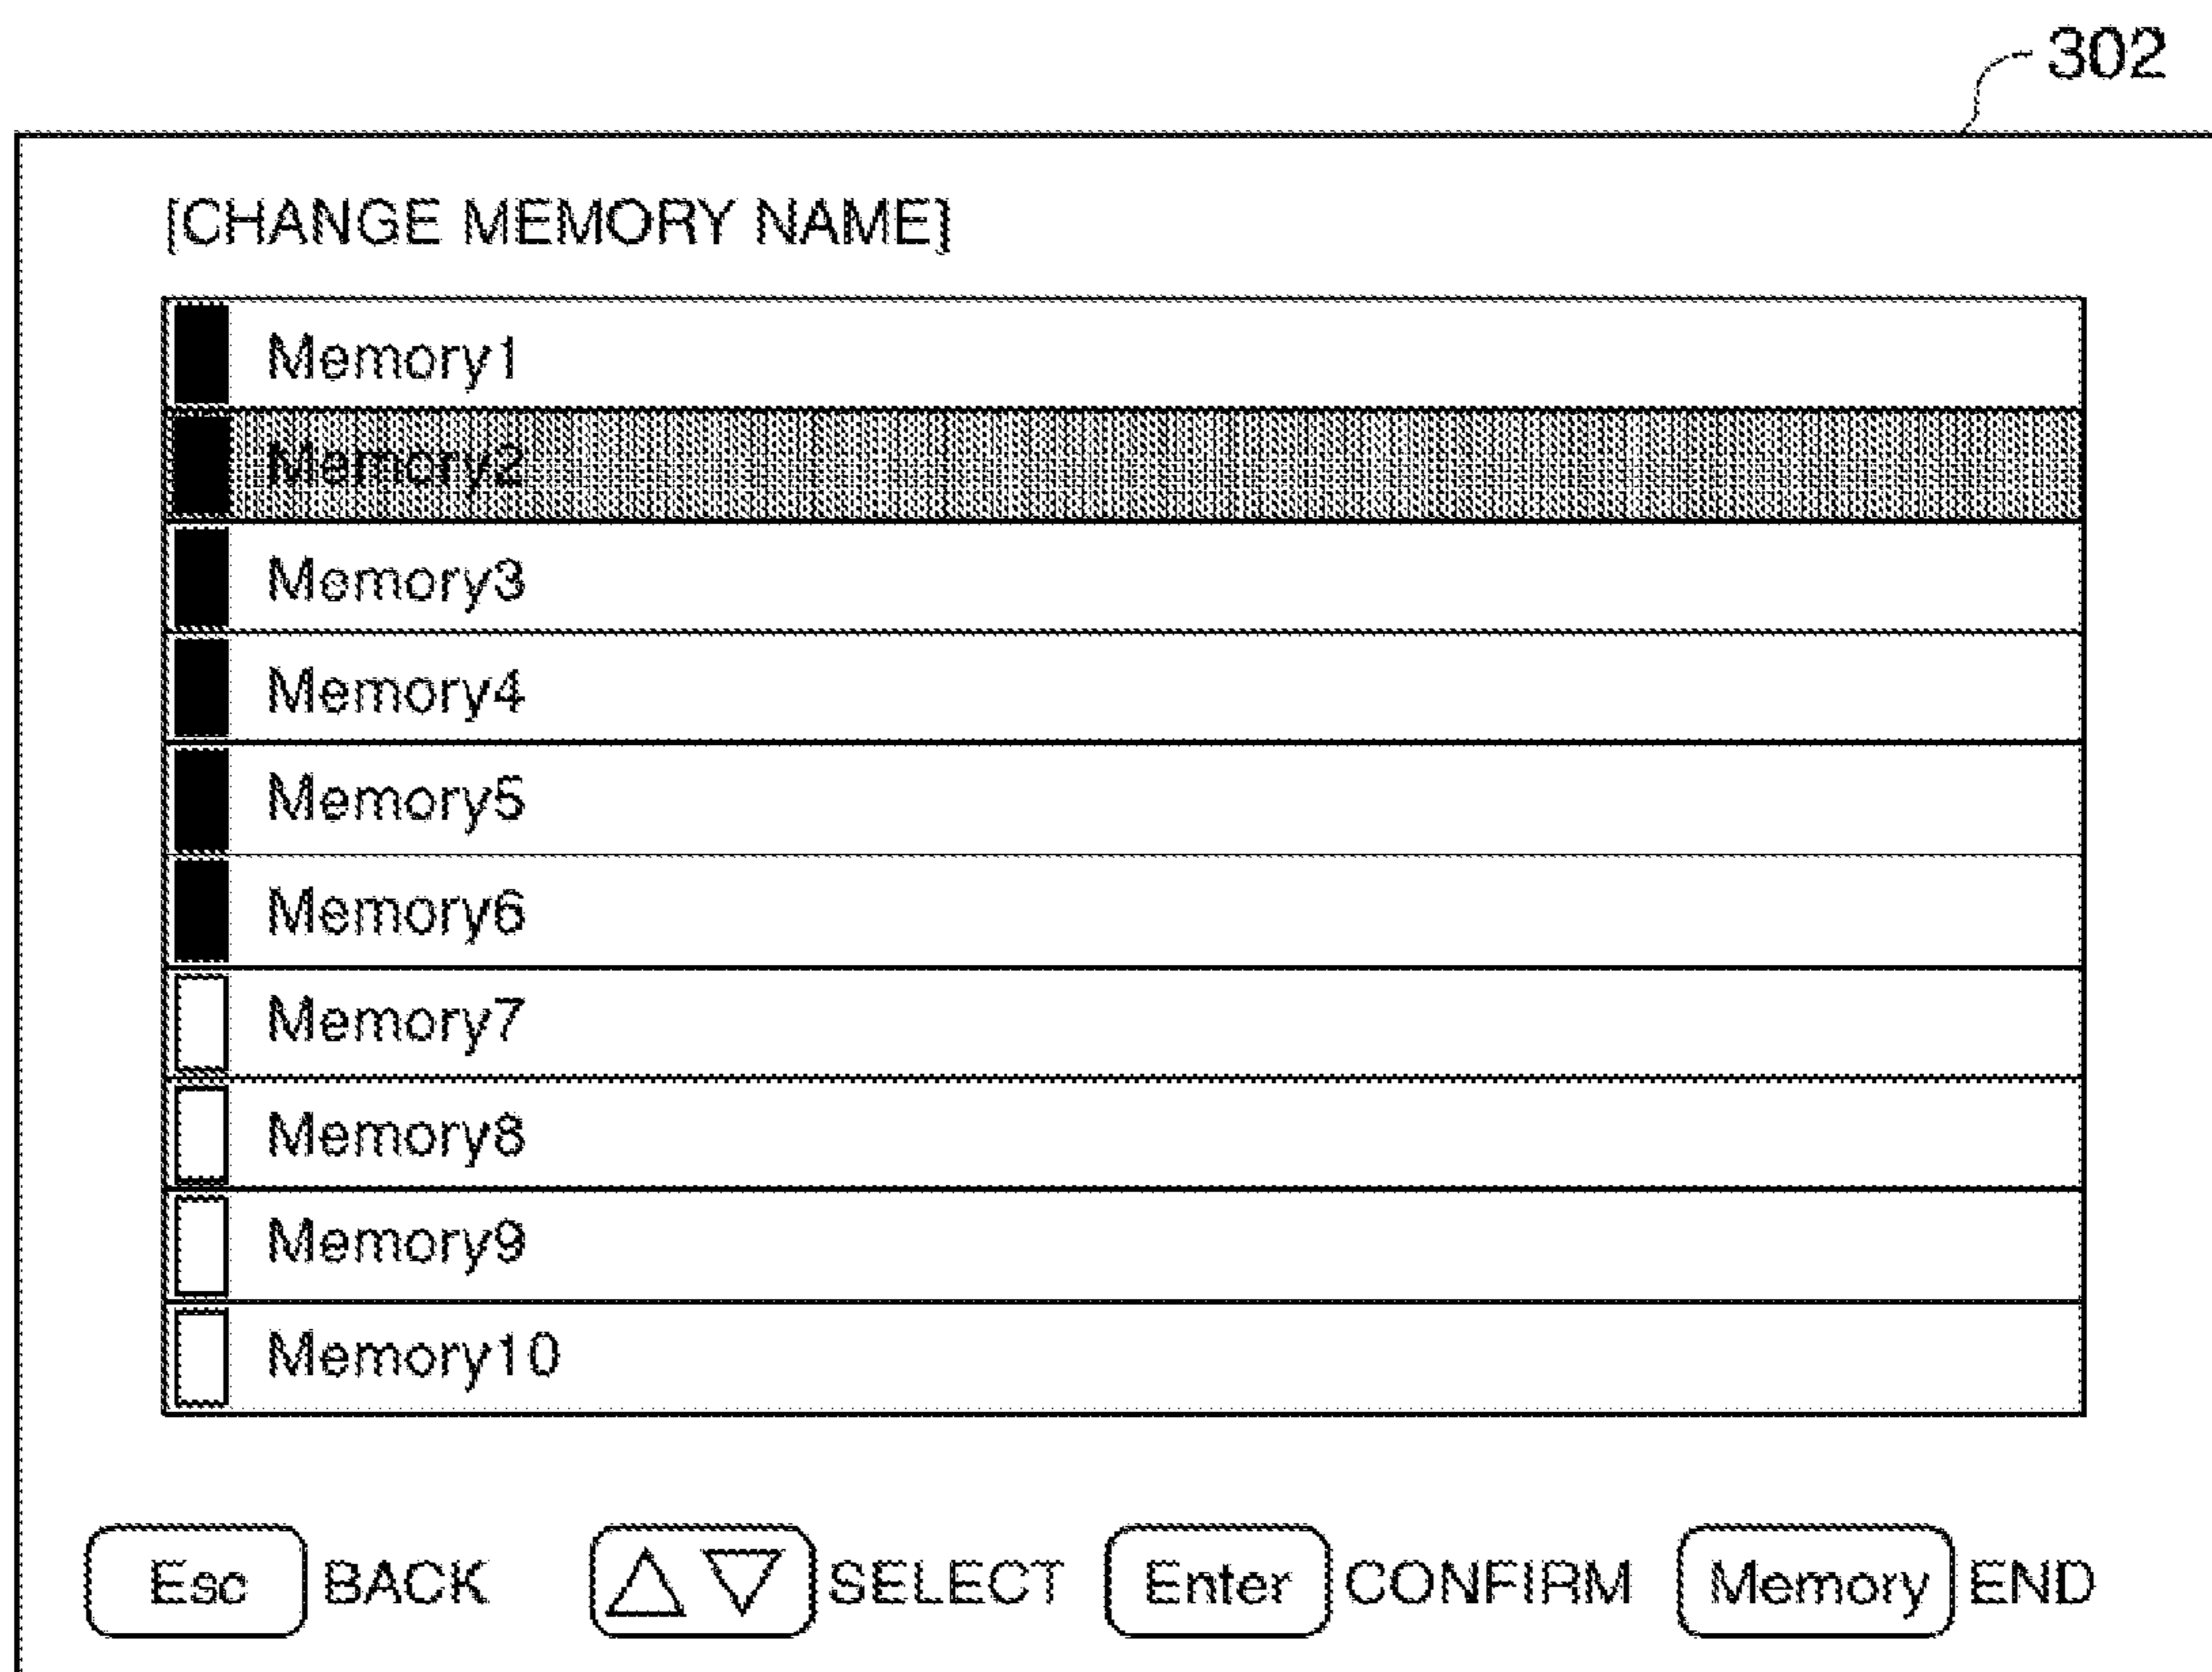 302
[CHANGE MEMORY NAME]
Memory1
Memory2
Memory3
Memory4
Memory5
Memory6
Memory7
Memory8
Memory9
Memory10
Esc BACK △ ▽ SELECT Enter CONFIRM Memory END